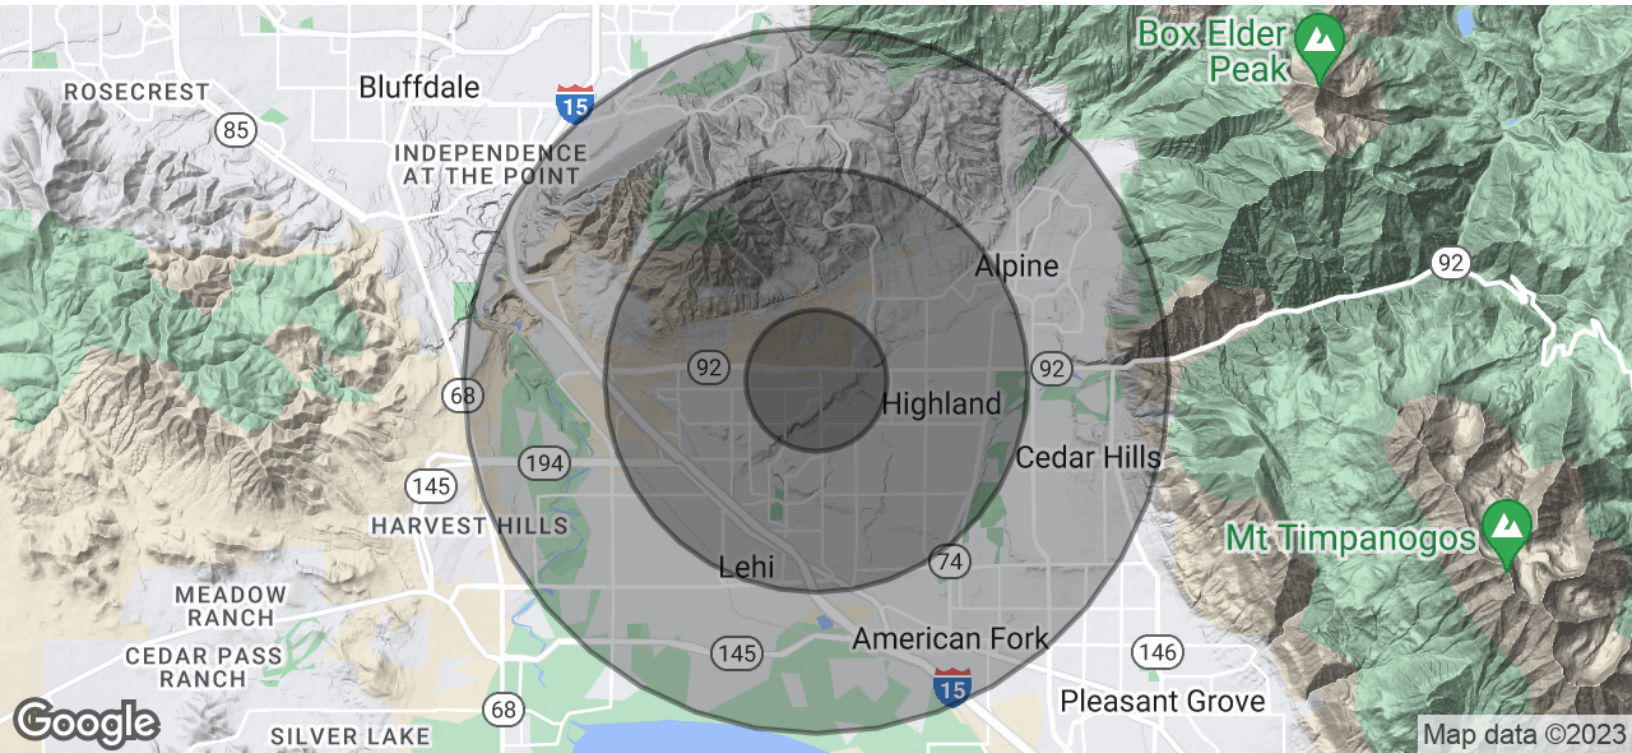 Box Elder
Peak
ROSECREST
Bluffdale
15
85
INDEPENDENCE
AT THE POINT
Alpine
92
92
92
68
Highland
194
Cedar Hills
145
HARVEST HILLS
Mt Timpanogos
Lehi
74
MEADOW
RANCH
American Fork
145
146
CEDAR PASS
RANCH
15
Pleasant Grove
68
Google
SILVER LAKE
Map data ©2023